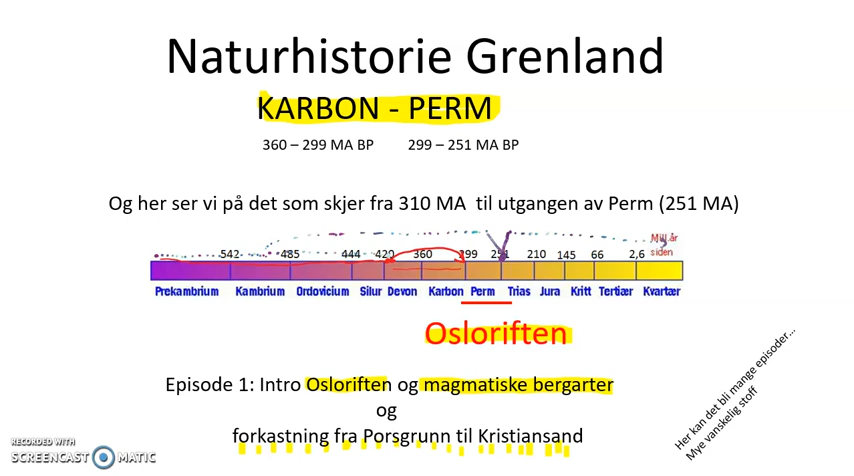 Naturhistorie Grenland
KARBON - PERM
360 – 299 MA BP 299 – 251 MA BP
Og her ser vi på det som skjer fra 310 MA til utgangen av Perm (251 MA)
Mill år
542 485 444 420 360 299 251 210 145 66 2,6 siden
Prekambrium Kambrium Ordovicium Silur Devon Karbon Perm Trias Jura Kritt Tertiær Kvartær
Osloriften
Episode 1: Intro Osloriften og magmatiske bergarter
og
forkastning fra Porsgrunn til Kristiansand
Her kan det bli mange episoder...
Mye vanskelig stoff
RECORDED WITH
SCREENCAST MATIC